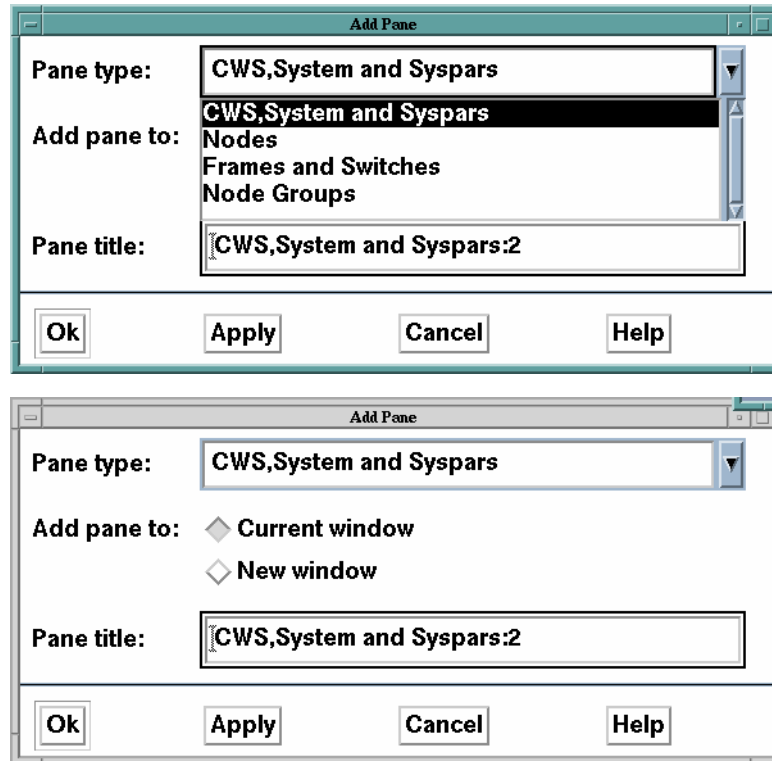 Add Pane
Pane type: CWS,System and Syspars
CWS,System and Syspars
Add pane to: Nodes
Frames and Switches
Node Groups
Pane title: CWS,System and Syspars:2
Ok Apply Cancel Help
Add Pane
Pane type: CWS,System and Syspars
Add pane to: Current window
New window
Pane title: CWS,System and Syspars:2
Ok Apply Cancel Help